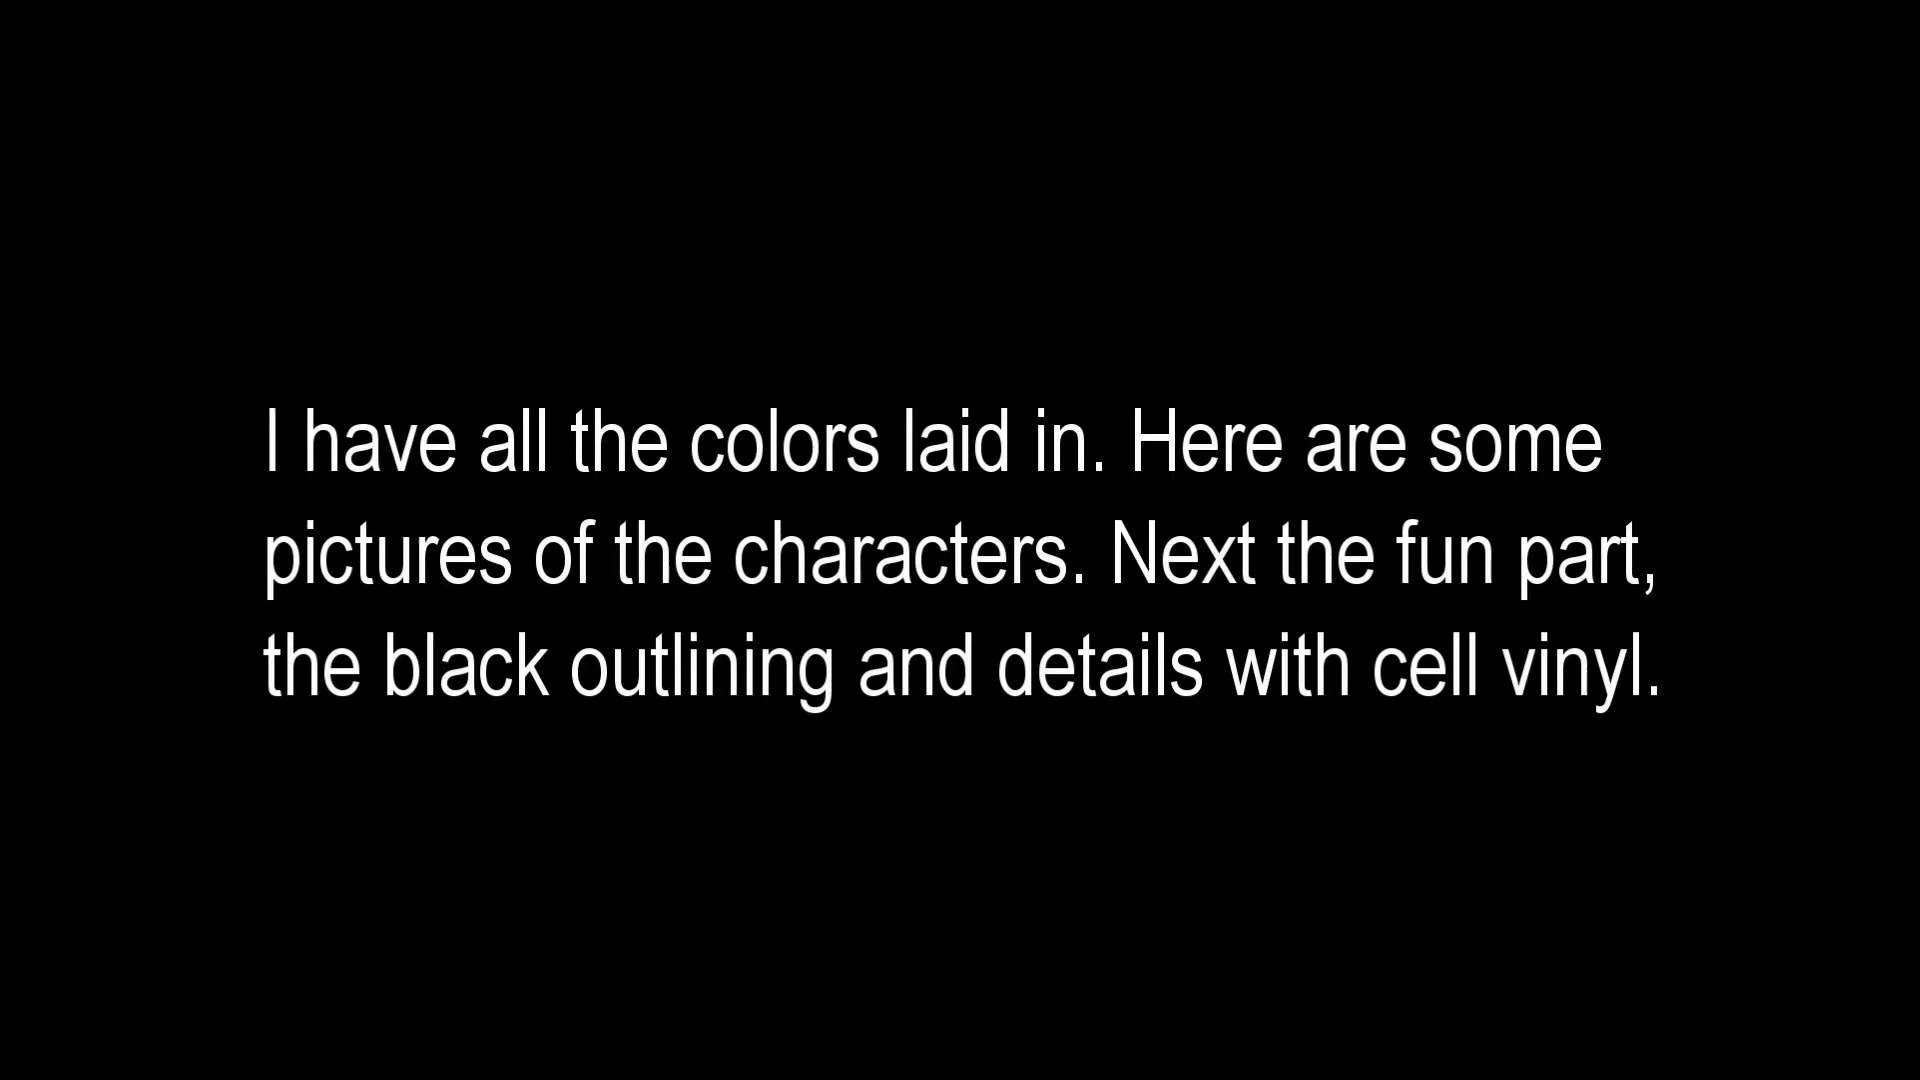 I have all the colors laid in. Here are some
pictures of the characters. Next the fun part,
the black outlining and details with cell vinyl.